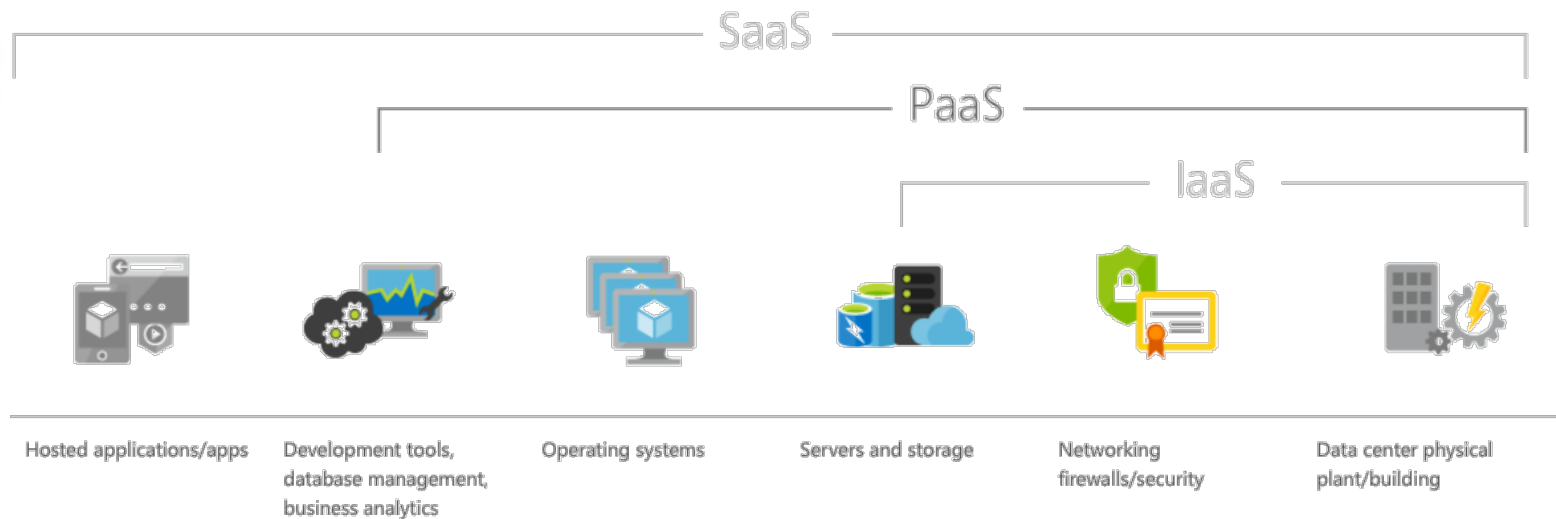 SaaS
PaaS
IaaS
Hosted applications/apps
Development tools,
database management,
business analytics
Operating systems
Servers and storage
Networking
firewalls/security
Data center physical
plant/building